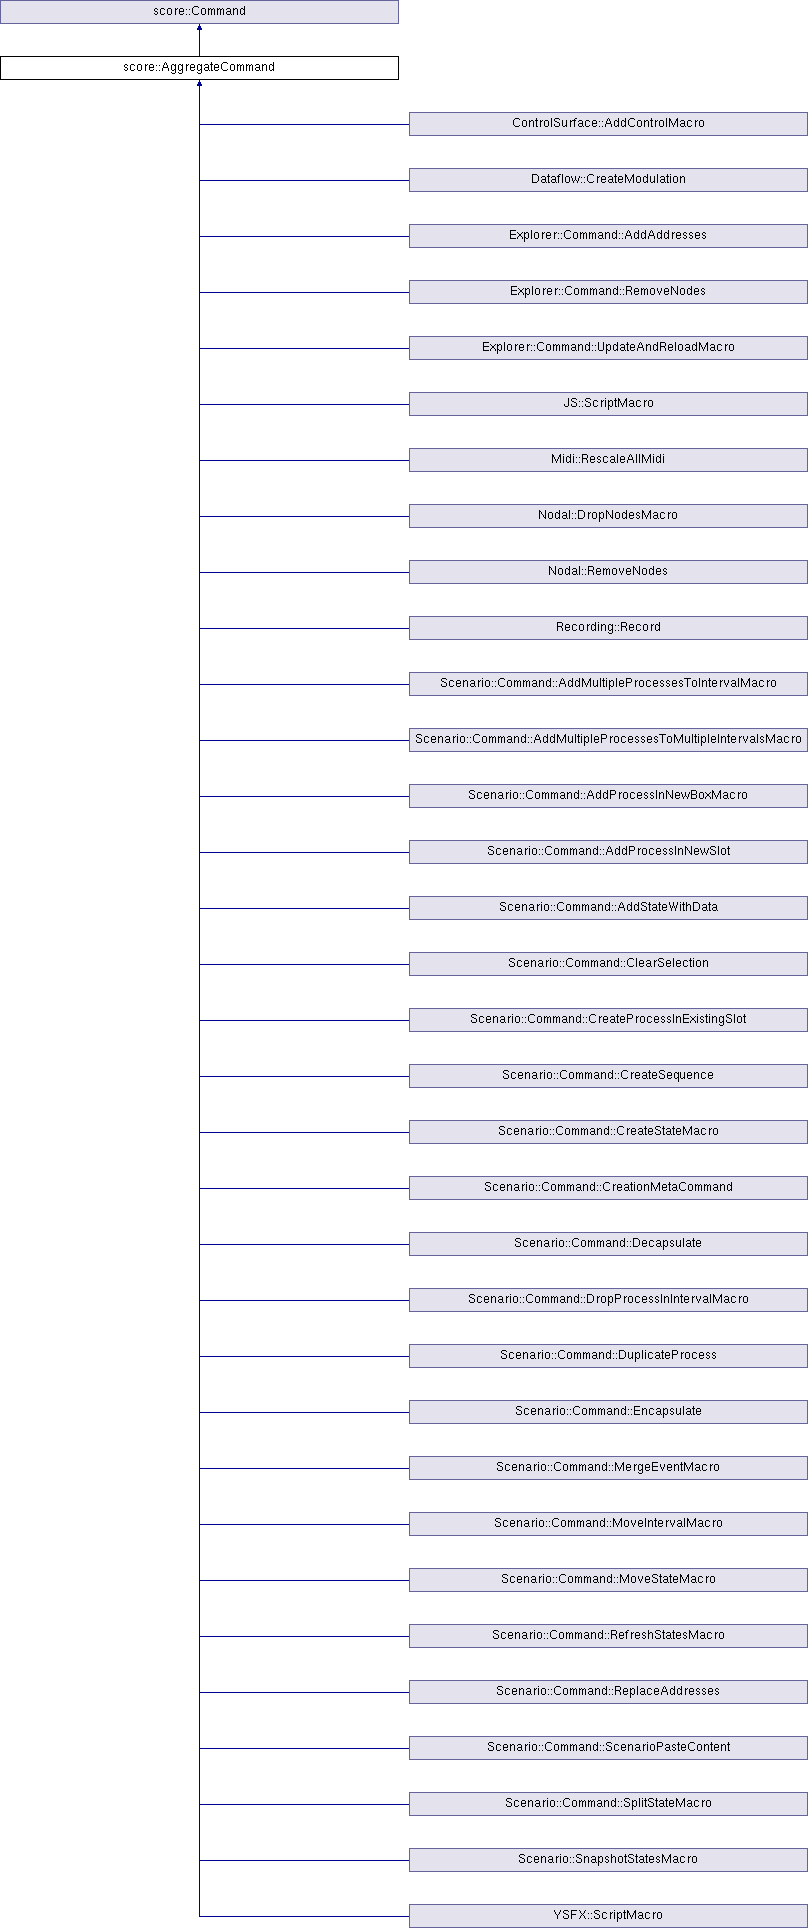 score::Command
score::AggregateCommand
ControlSurface::AddControlMacro
Dataflow::CreateModulation
Explorer::Command::AddAddresses
Explorer::Command::RemoveNodes
Explorer::Command::UpdateAndReloadMacro
JS::ScriptMacro
Midi::RescaleAllMidi
Nodal::DropNodesMacro
Nodal::RemoveNodes
Recording::Record
Scenario::Command::AddMultipleProcessesToIntervalMacro
Scenario::Command::AddMultipleProcessesToMultipleIntervalsMacro
Scenario::Command::AddProcessInNewBoxMacro
Scenario::Command::AddProcessInNewSlot
Scenario::Command::AddStateWithData
Scenario::Command::ClearSelection
Scenario::Command::CreateProcessInExistingSlot
Scenario::Command::CreateSequence
Scenario::Command::CreateStateMacro
Scenario::Command::CreationMetaCommand
Scenario::Command::Decapsulate
Scenario::Command::DropProcessInIntervalMacro
Scenario::Command::DuplicateProcess
Scenario::Command::Encapsulate
Scenario::Command::MergeEventMacro
Scenario::Command::MoveIntervalMacro
Scenario::Command::MoveStateMacro
Scenario::Command::RefreshStatesMacro
Scenario::Command::ReplaceAddresses
Scenario::Command::ScenarioPasteContent
Scenario::Command::SplitStateMacro
Scenario::SnapshotStatesMacro
YSFX::ScriptMacro